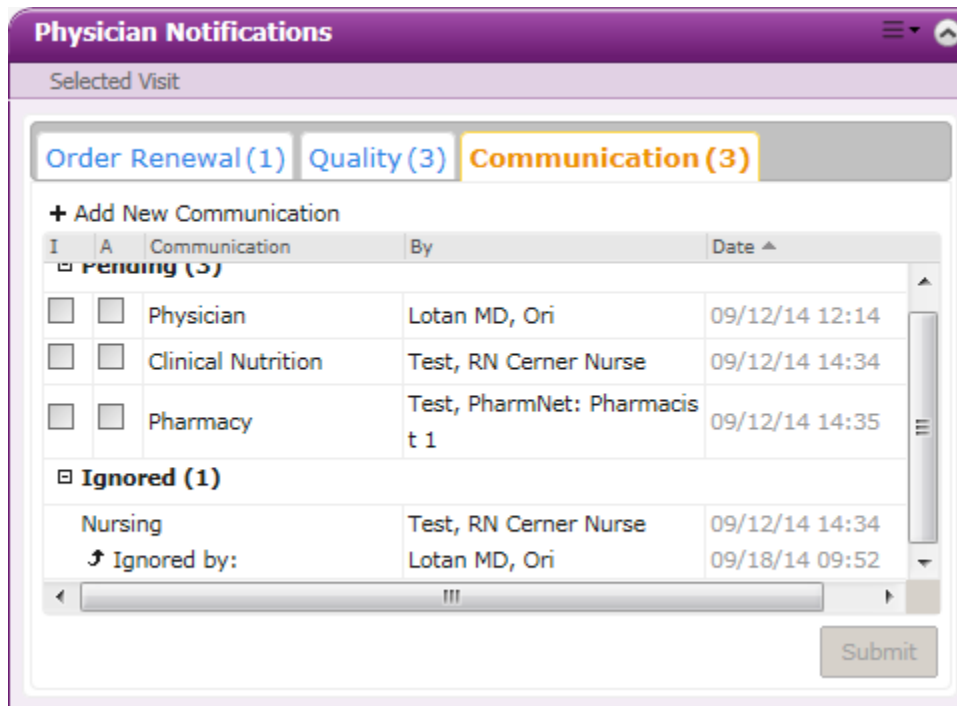 Physician Notifications
Selected Visit
Order Renewal (1) Quality (3) Communication (3)
+ Add New Communication
I A Communication By Date
Pending (3)
Physician Lotan MD, Ori 09/12/14 12:14
Clinical Nutrition Test, RN Cerner Nurse 09/12/14 14:34
Pharmacy Test, PharmNet: Pharmacis 09/12/14 14:35
t 1
Ignored (1)
Nursing Test, RN Cerner Nurse 09/12/14 14:34
Ignored by: Lotan MD, Ori 09/18/14 09:52
Submit